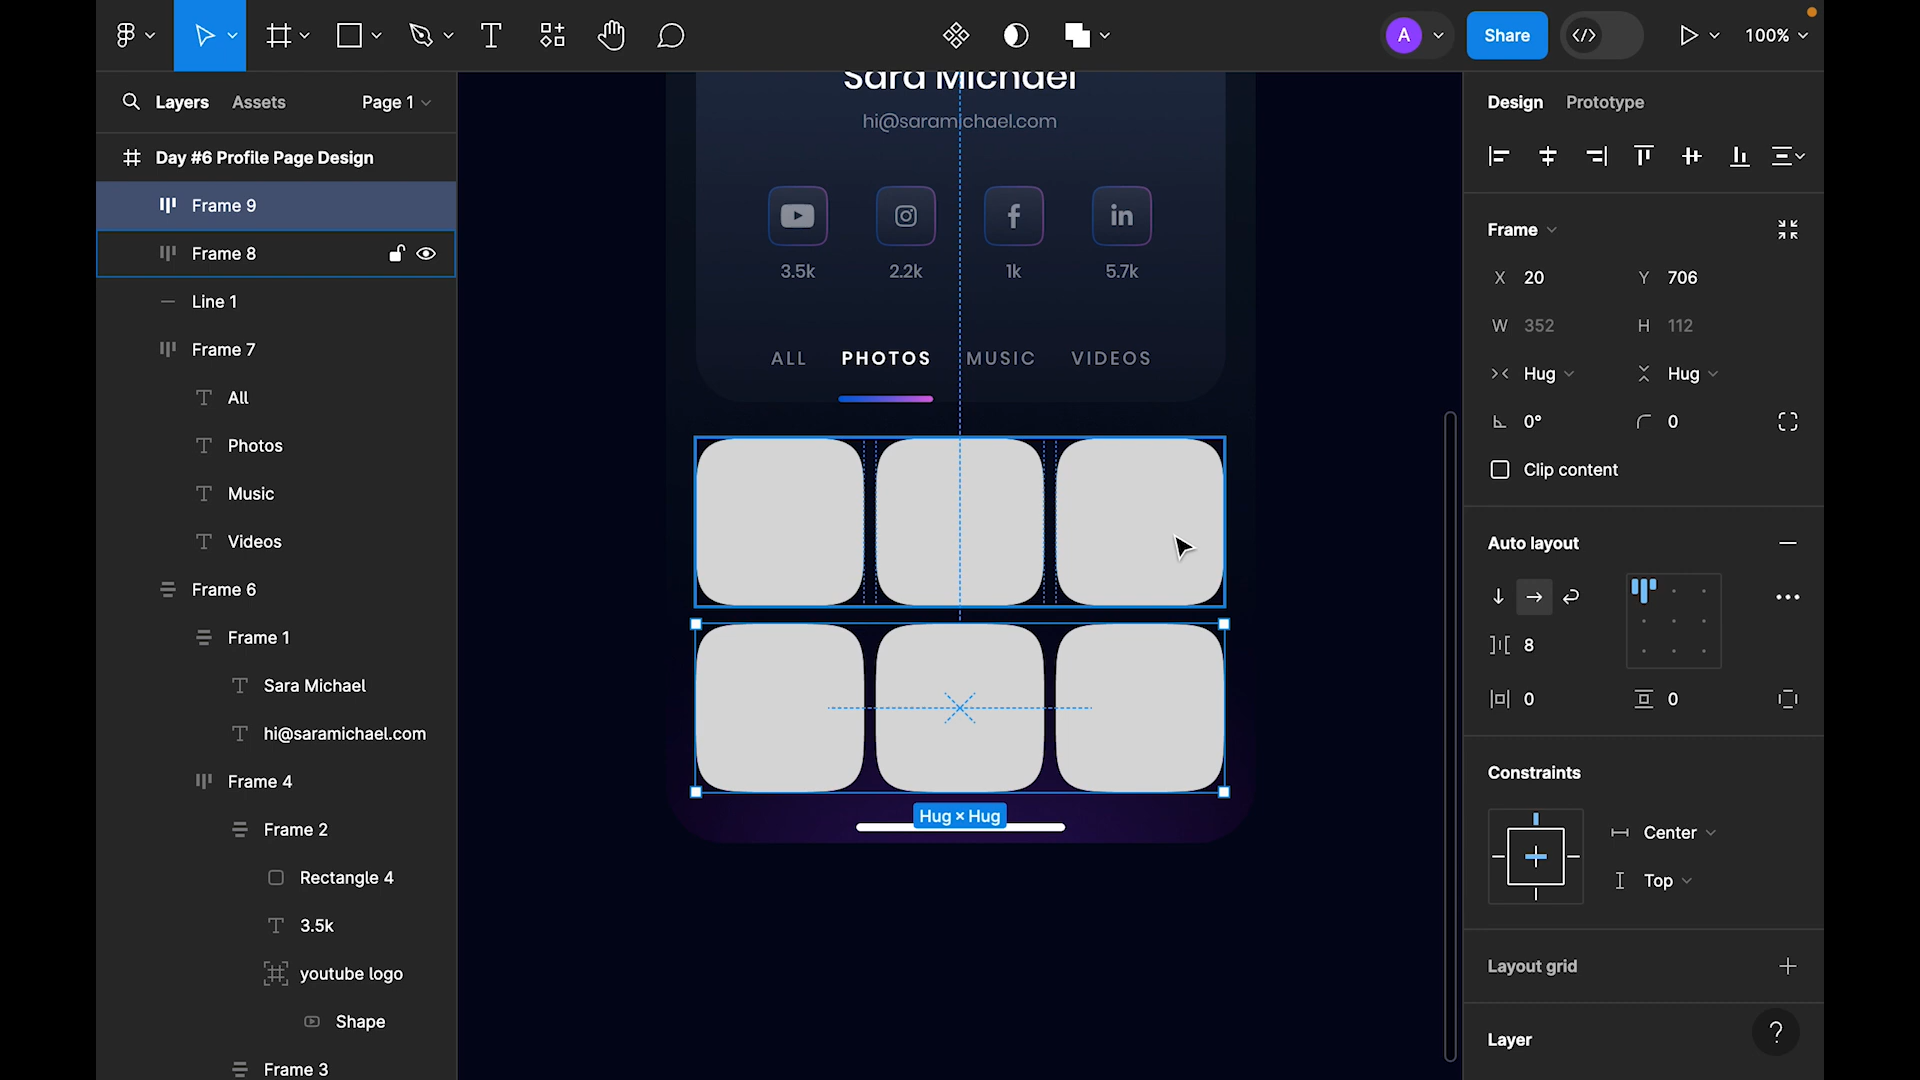 A
Share
100%
Layers
Assets
Page 1
Day #6 Profile Page Design
Frame 9
Frame 8
Line 1
Frame 7
All
Photos
Music
Videos
Frame 6
Frame 1
Sara Michael
hi@saramichael.com
Frame 4
Frame 2
Rectangle 4
3.5k
youtube logo
Shape
Frame 3
Sara Michael
hi@saramichael.com
3.5k
2.2k
1k
5.7k
ALL
PHOTOS
MUSIC
VIDEOS
Hug × Hug
Design
Prototype
Frame
X 20
Y 706
W 352
H 112
Hug
Hug
0°
0
Clip content
Auto layout
8
0
0
Constraints
Center
Top
Layout grid
Layer
?